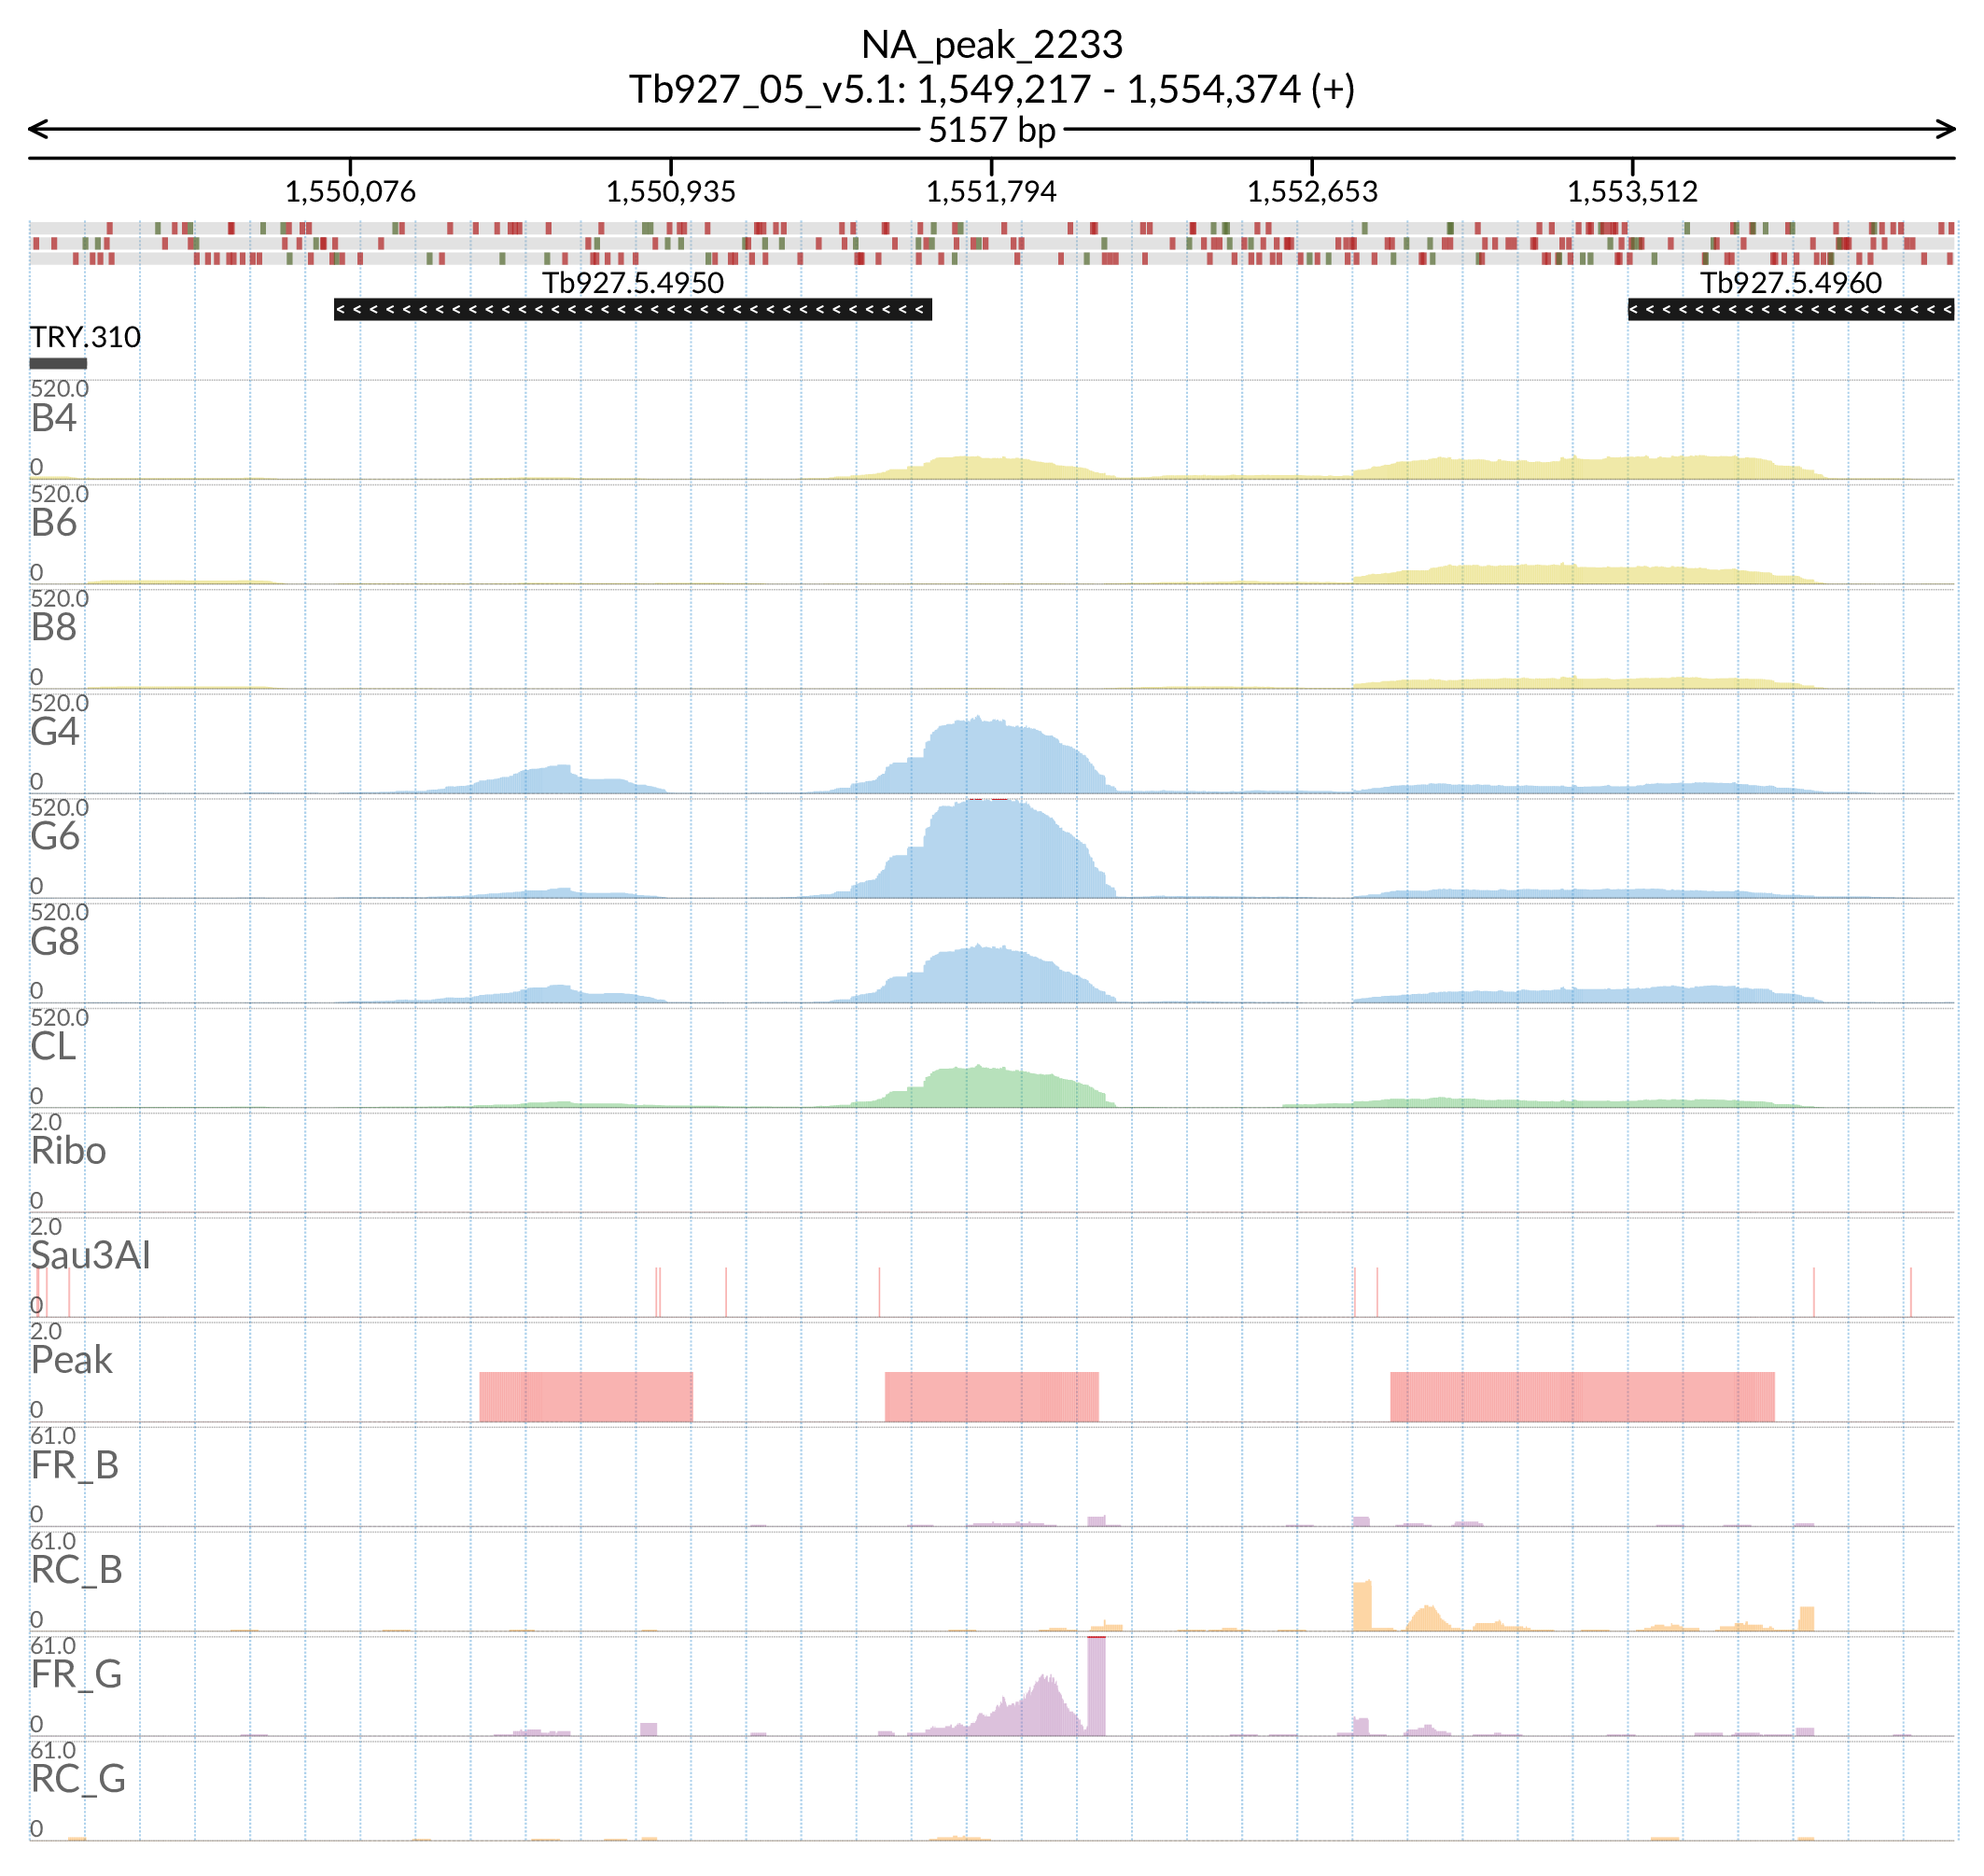 NA_peak_2233
Tb927_05_v5.1: 1,549,217 - 1,554,374 (+)
5157 bp
1,550,076 1,550,935 1,551,794 1,552,653 1,553,512
Tb927.5.4950 Tb927.5.4960
TRY.310
520.0
B4
0
520.0
B6
0
520.0
B8
0
520.0
G4
0
520.0
G6
0
520.0
G8
0
520.0
CL
0
2.0
Ribo
0
2.0
Sau3AI
0
2.0
Peak
0
61.0
FR_B
0
61.0
RC_B
0
61.0
FR_G
0
61.0
RC_G
0